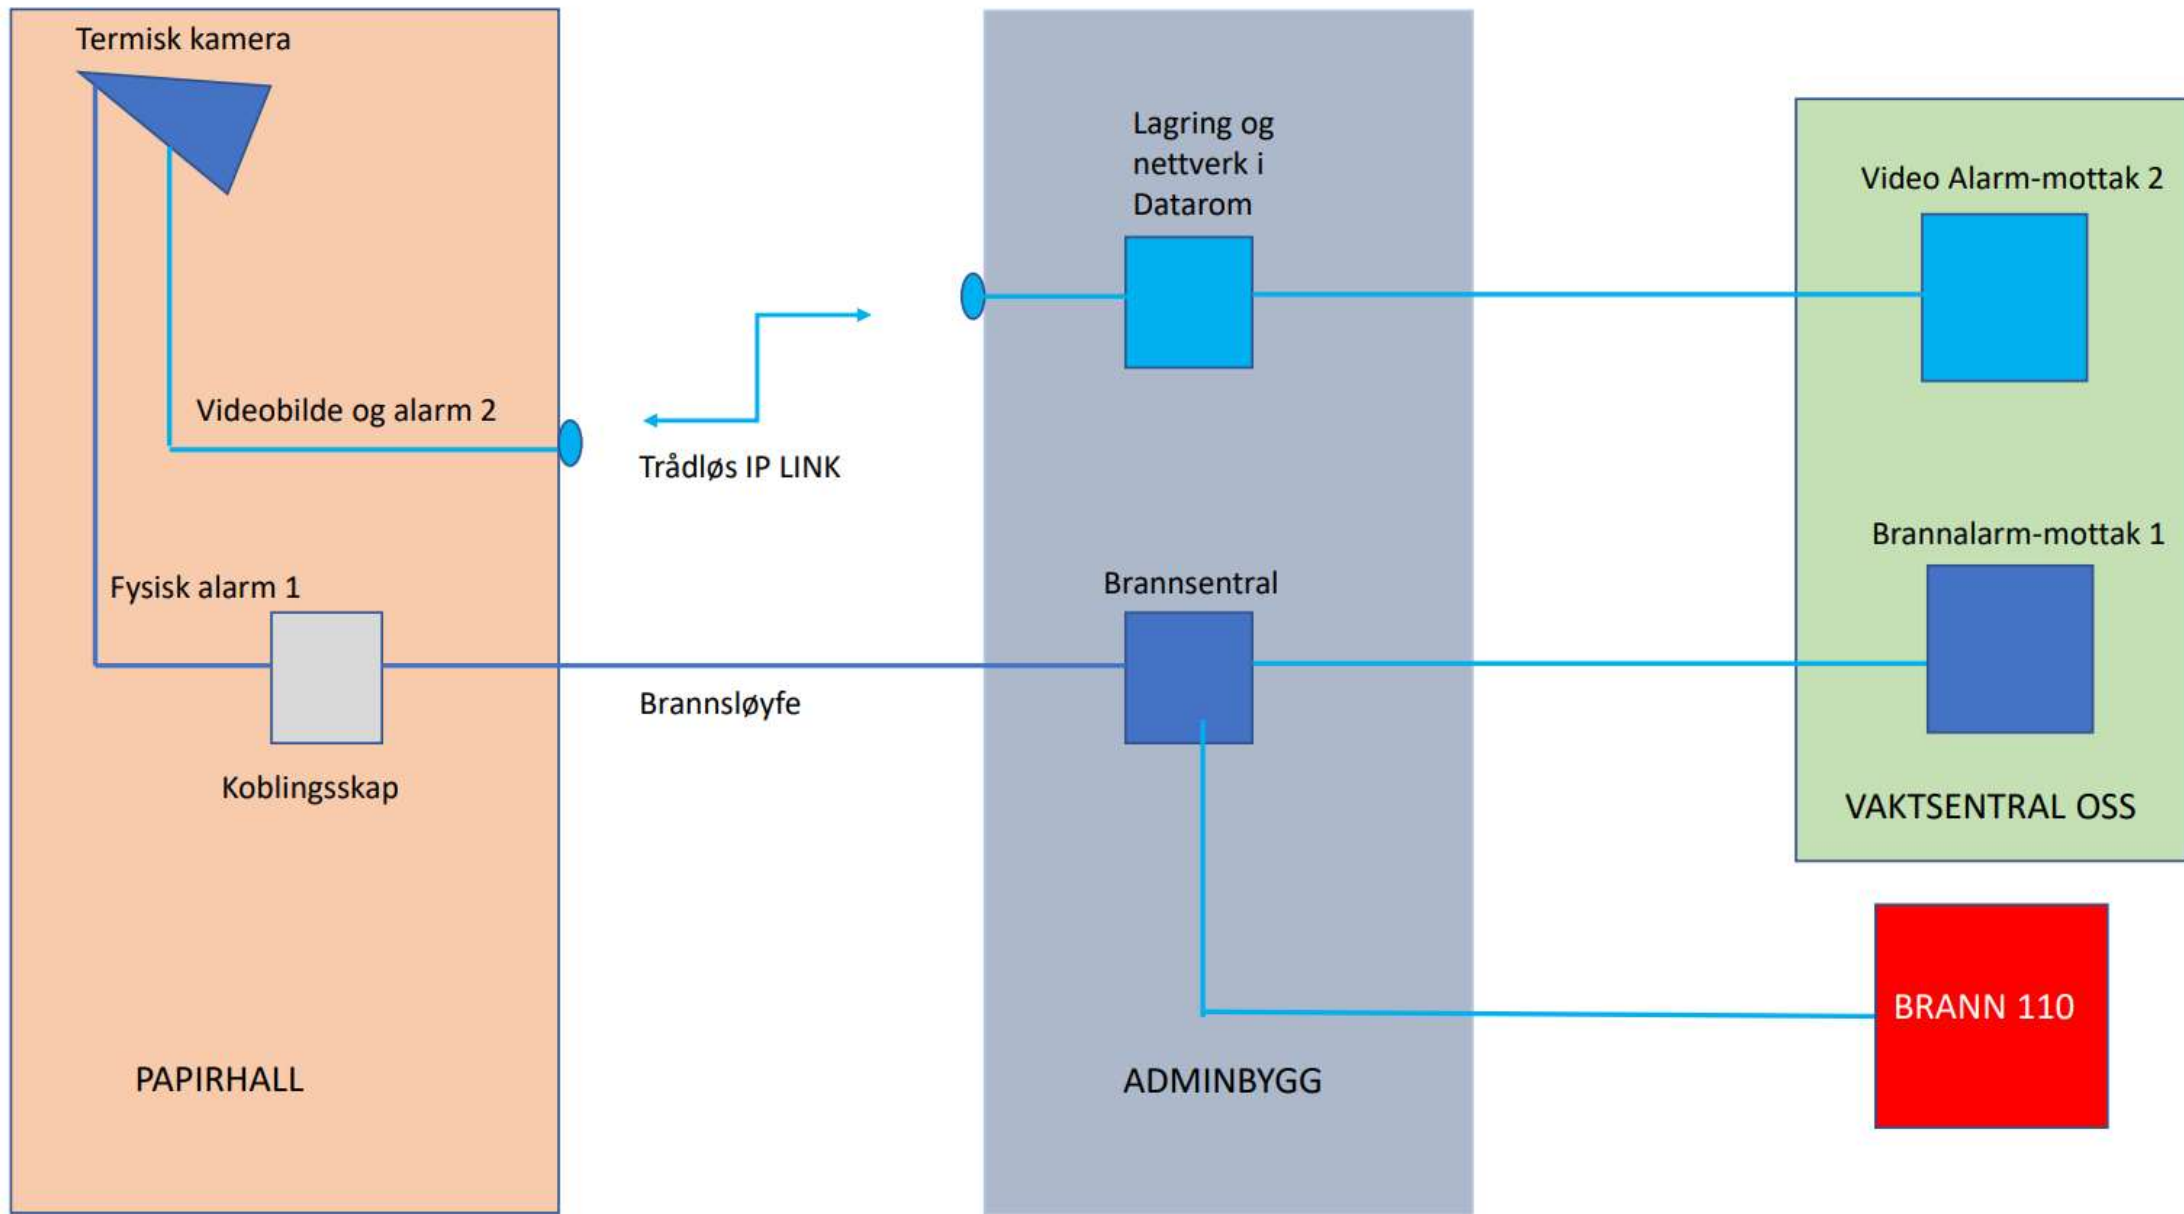 Termisk kamera
Videobilde og alarm 2
Fysisk alarm 1
Koblingsskap
PAPIRHALL
Trådløs IP LINK
Brannsløyfe
Lagring og
nettverk i
Datarom
Brannsentral
ADMINBYGG
Video Alarm-mottak 2
Brannalarm-mottak 1
VAKTSENTRAL OSS
BRANN 110